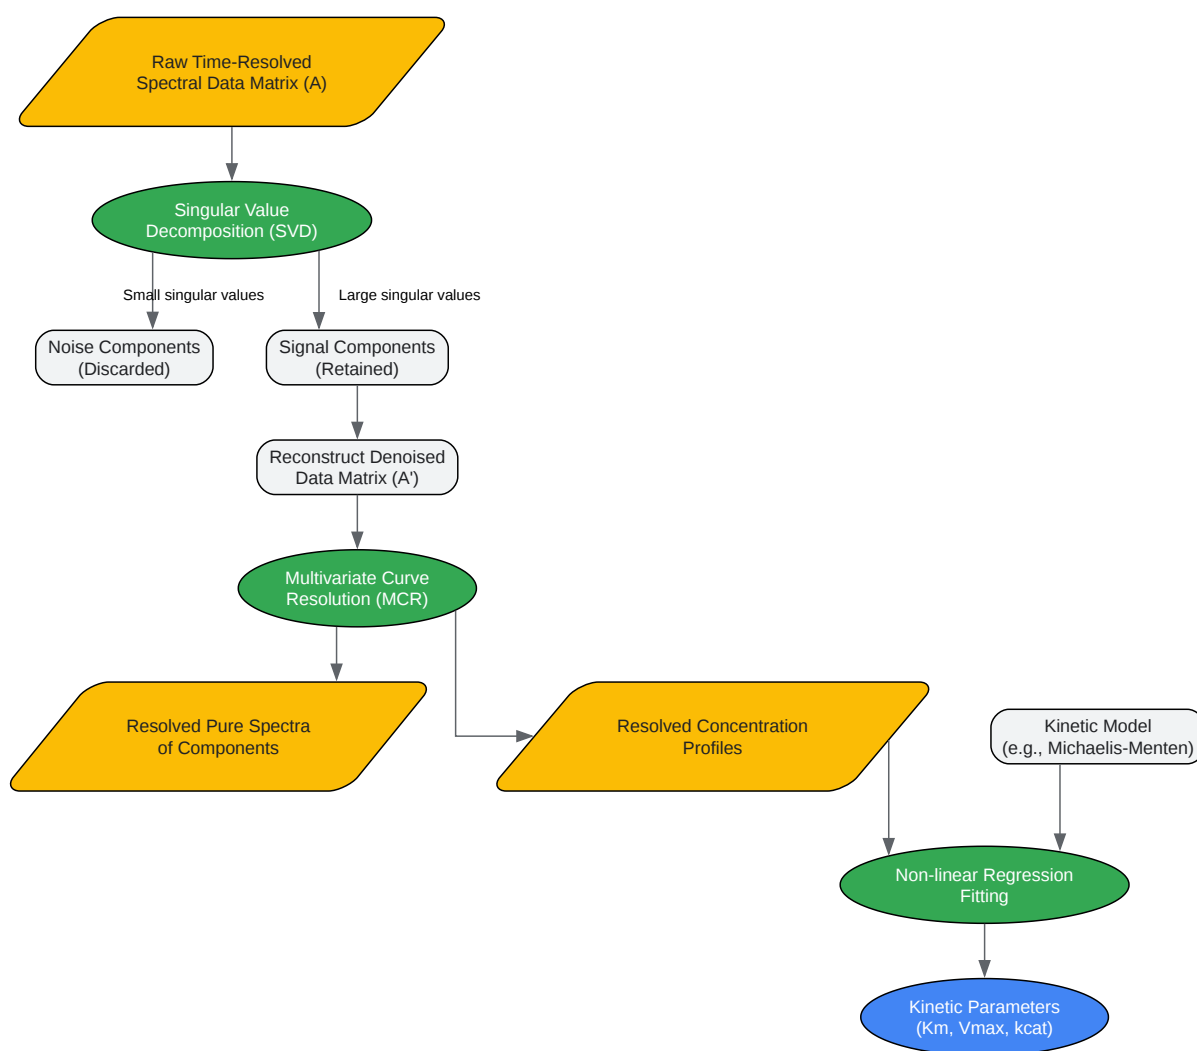 Raw Time-Resolved
Spectral Data Matrix (A)
Singular Value
Decomposition (SVD)
Small singular values
Large singular values
Noise Components
(Discarded)
Signal Components
(Retained)
Reconstruct Denoised
Data Matrix (A')
Multivariate Curve
Resolution (MCR)
Resolved Pure Spectra
of Components
Resolved Concentration
Profiles
Kinetic Model
(e.g., Michaelis-Menten)
Non-linear Regression
Fitting
Kinetic Parameters
(Km, Vmax, kcat)